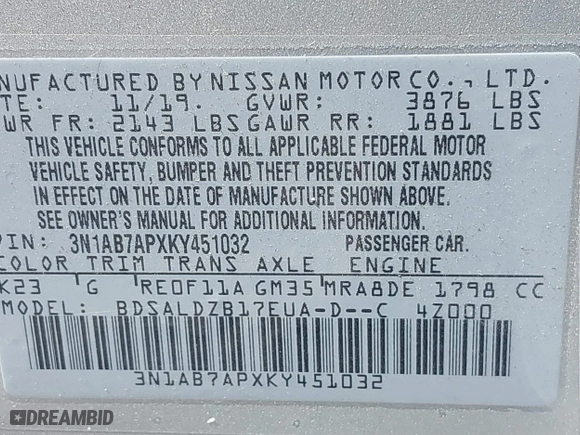 NUFACTURED BY NISSAN MOTOR CO., LTD.
TE: 11/19. GVWR: 3876 LBS
WR FR: 2143 LBS GAWR RR: 1881 LBS
THIS VEHICLE CONFORMS TO ALL APPLICABLE FEDERAL MOTOR
VEHICLE SAFETY, BUMPER AND THEFT PREVENTION STANDARDS
IN EFFECT ON THE DATE OF MANUFACTURE SHOWN ABOVE.
SEE OWNER'S MANUAL FOR ADDITIONAL INFORMATION.
VIN: 3N1AB7APXKY451032 PASSENGER CAR.
COLOR TRIM TRANS AXLE ENGINE
K23 G RE0F11A GM35 MRA8DE 1798 CC
MODEL: BDSALDZB17EUA-D--C 4Z000
3N1AB7APXKY451032
DREAMBID